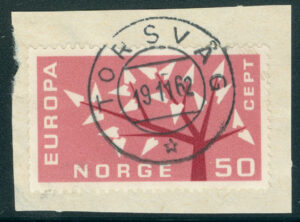 TORSVÅG
19 11 62
EUROPA
CEPT
NORGE 50